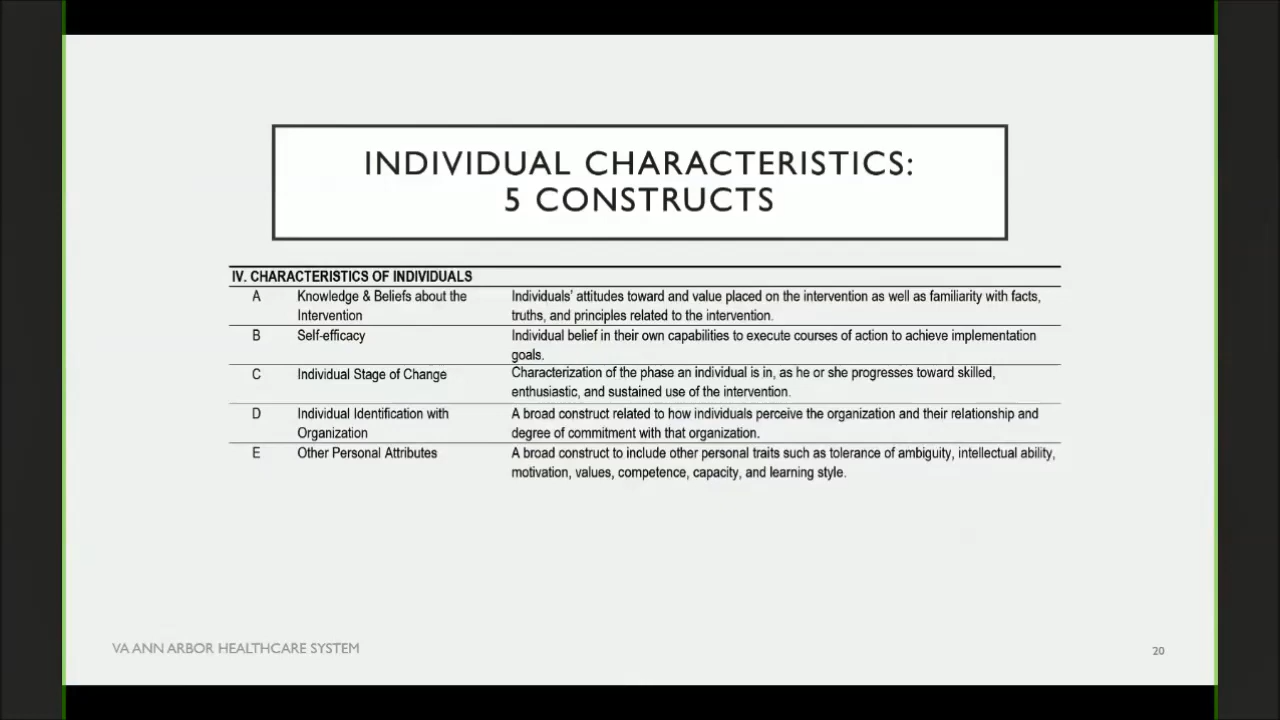 INDIVIDUAL CHARACTERISTICS:
5 CONSTRUCTS
IV. CHARACTERISTICS OF INDIVIDUALS
A Knowledge & Beliefs about the Intervention Individuals' attitudes toward and value placed on the intervention as well as familiarity with facts,
truths, and principles related to the intervention.
B Self-efficacy Individual belief in their own capabilities to execute courses of action to achieve implementation
goals.
C Individual Stage of Change Characterization of the phase an individual is in, as he or she progresses toward skilled,
enthusiastic, and sustained use of the intervention.
D Individual Identification with Organization A broad construct related to how individuals perceive the organization and their relationship and
degree of commitment with that organization.
E Other Personal Attributes A broad construct to include other personal traits such as tolerance of ambiguity, intellectual ability,
motivation, values, competence, capacity, and learning style.
VA ANN ARBOR HEALTHCARE SYSTEM
20